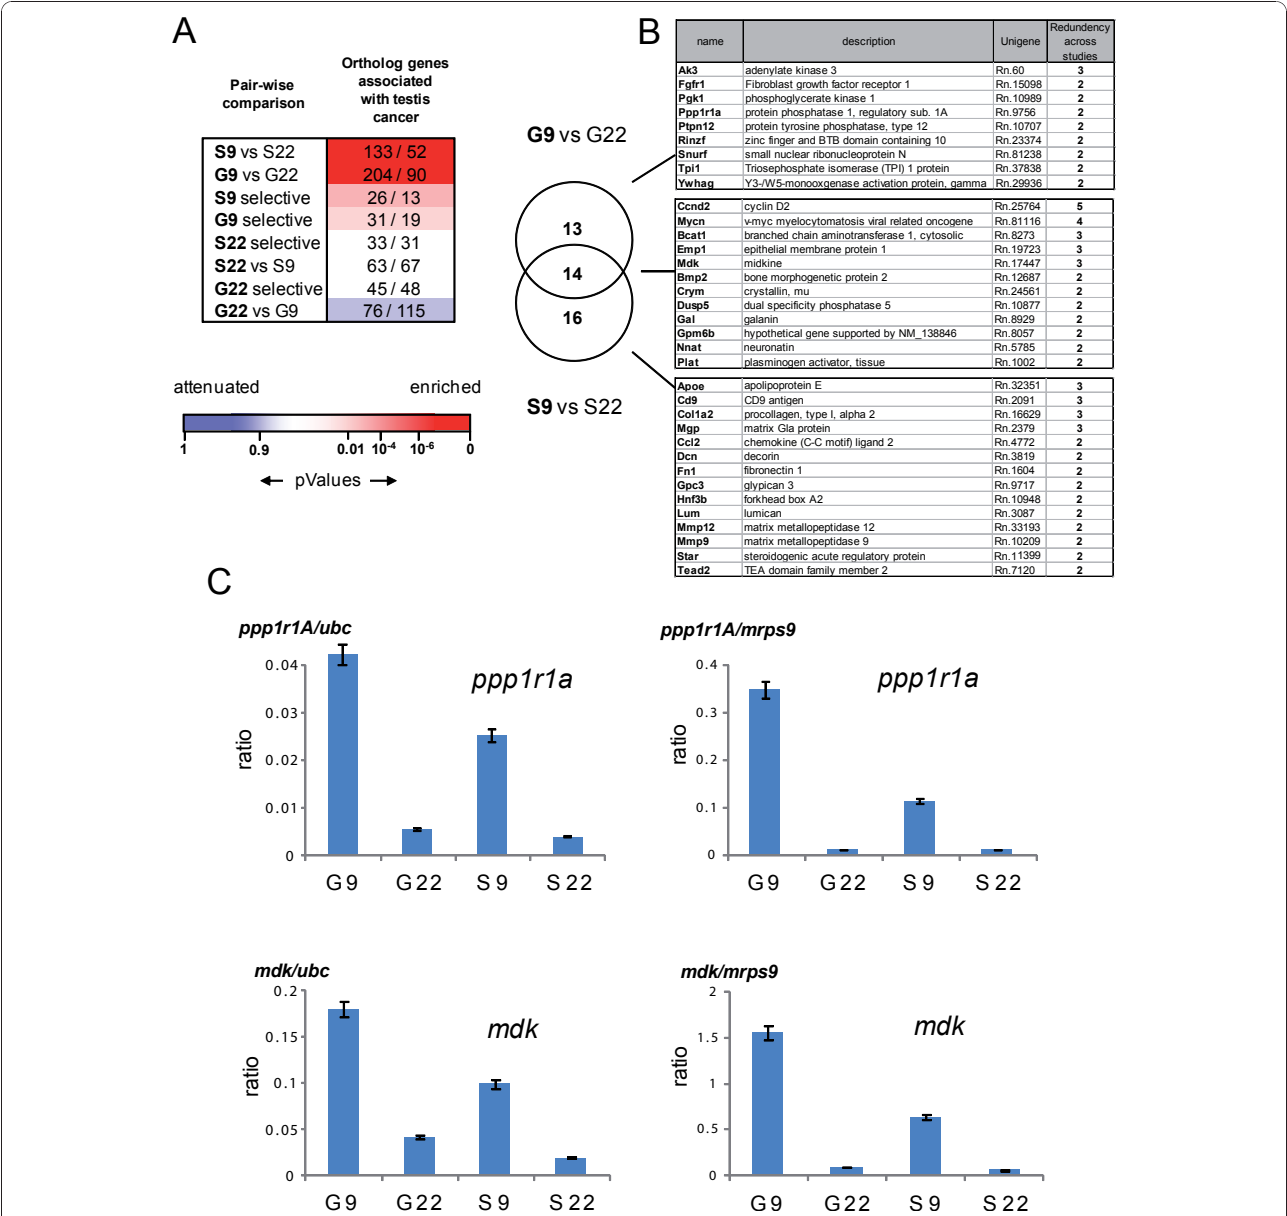 A
Pair-wise comparison
Ortholog genes associated with testis cancer
S9 vs S22 133 / 52
G9 vs G22 204 / 90
S9 selective 26 / 13
G9 selective 31 / 19
S22 selective 33 / 31
S22 vs S9 63 / 67
G22 selective 45 / 48
G22 vs G9 76 / 115
attenuated enriched
1 0.9 0.01 10-4 10-6 0
pValues
G9 vs G22
13
14
16
S9 vs S22
B
name description Unigene Redundency across studies
Ak3 adenylate kinase 3 Rn.60 3
Fgfr1 Fibroblast growth factor receptor 1 Rn.15098 2
Pgk1 phosphoglycerate kinase 1 Rn.10989 2
Ppp1r1a protein phosphatase 1, regulatory sub. 1A Rn.9756 2
Ptpn12 protein tyrosine phosphatase, type 12 Rn.10707 2
Rinzf zinc finger and BTB domain containing 10 Rn.23374 2
Snurf small nuclear ribonucleoprotein N Rn.81238 2
Tpi1 Triosephosphate isomerase (TPI) 1 protein Rn.37838 2
Ywhag Y3-/W5-monooxgenase activation protein, gamma Rn.29936 2
Ccnd2 cyclin D2 Rn.25764 5
Mycn v-myc myelocytomatosis viral related oncogene Rn.81116 4
Bcat1 branched chain aminotransferase 1, cytosolic Rn.8273 3
Emp1 epithelial membrane protein 1 Rn.19723 3
Mdk midkine Rn.17447 3
Bmp2 bone morphogenetic protein 2 Rn.12687 2
Crym crystallin, mu Rn.24561 2
Dusp5 dual specificity phosphatase 5 Rn.10877 2
Gal galanin Rn.8929 2
Gpm6b hypothetical gene supported by NM_138846 Rn.8057 2
Nnat neuronatin Rn.5785 2
Plat plasminogen activator, tissue Rn.1002 2
Apoe apolipoprotein E Rn.32351 3
Cd9 CD9 antigen Rn.2091 3
Col1a2 procollagen, type I, alpha 2 Rn.16629 3
Mgp matrix Gla protein Rn.2379 3
Ccl2 chemokine (C-C motif) ligand 2 Rn.4772 2
Dcn decorin Rn.3819 2
Fn1 fibronectin 1 Rn.1604 2
Gpc3 glypican 3 Rn.9717 2
Hnf3b forkhead box A2 Rn.10948 2
Lum lumican Rn.3087 2
Mmp12 matrix metallopeptidase 12 Rn.33193 2
Mmp9 matrix metallopeptidase 9 Rn.10209 2
Star steroidogenic acute regulatory protein Rn.11399 2
Tead2 TEA domain family member 2 Rn.7120 2
C
ppp1r1A/ubc
ppp1r1a
ratio
0.04
0.03
0.02
0.01
0
G9 G22 S9 S22
ppp1r1A/mrps9
ppp1r1a
ratio
0.4
0.3
0.2
0.1
0
G9 G22 S9 S22
mdk/ubc
mdk
ratio
0.2
0.15
0.1
0.05
0
G9 G22 S9 S22
mdk/mrps9
mdk
ratio
2
1.5
1
0.5
0
G9 G22 S9 S22